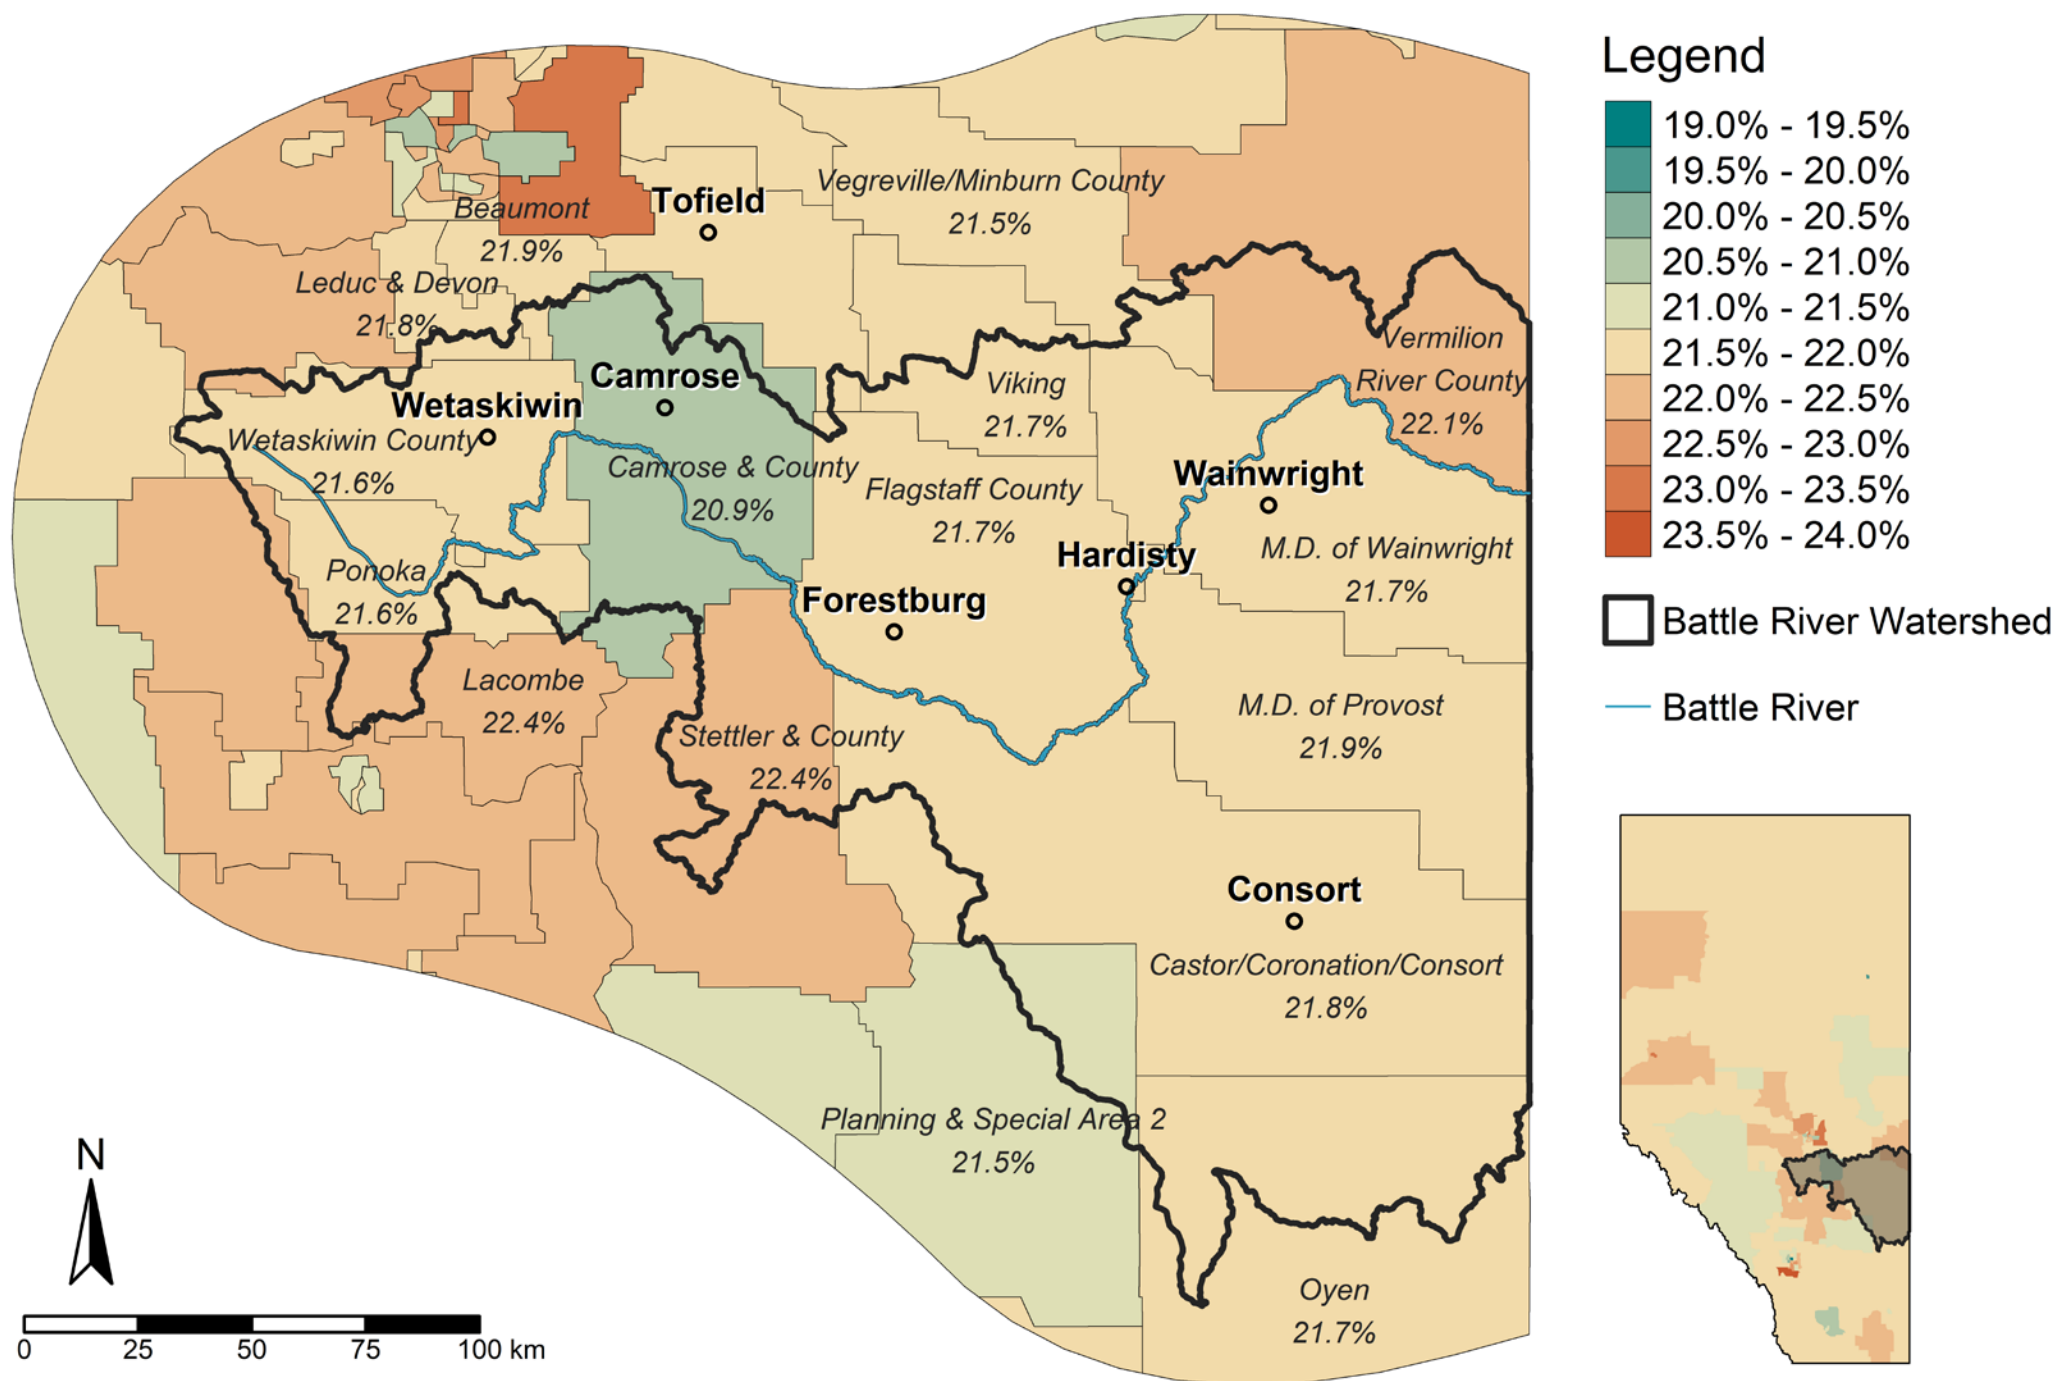 Legend
19.0% - 19.5%
19.5% - 20.0%
20.0% - 20.5%
20.5% - 21.0%
21.0% - 21.5%
21.5% - 22.0%
22.0% - 22.5%
22.5% - 23.0%
23.0% - 23.5%
23.5% - 24.0%
Battle River Watershed
Battle River
Tofield
Vegreville/Minburn County
21.5%
Beaumont
21.9%
Leduc & Devon
21.8%
Vermilion
River County
22.1%
Camrose
Viking
21.7%
Wetaskiwin
Wetaskiwin County
21.6%
Camrose & County
20.9%
Flagstaff County
21.7%
Wainwright
M.D. of Wainwright
21.7%
Hardisty
Ponoka
21.6%
Forestburg
Lacombe
22.4%
Stettler & County
22.4%
M.D. of Provost
21.9%
Consort
Castor/Coronation/Consort
21.8%
Planning & Special Area 2
21.5%
Oyen
21.7%
N
0 25 50 75 100 km